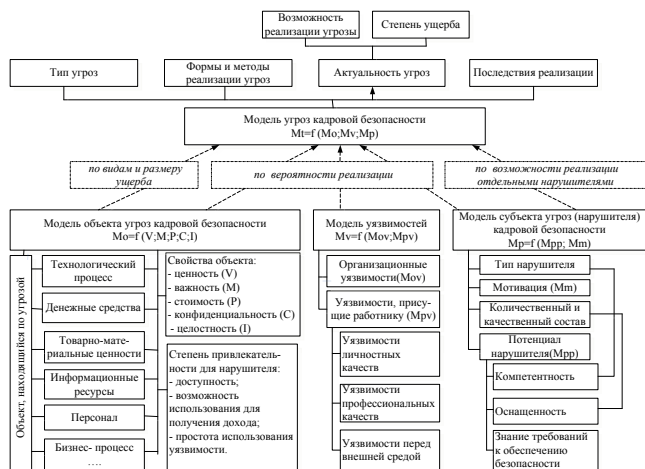 Возможность
реализации угрозы
Степень ущерба
Тип угроз
Формы и методы
реализации угроз
Актуальность угроз
Последствия реализации
Модель угроз кадровой безопасности
Mt=f (Mo;Mv;Mp)
по видам и размеру
ущерба
по вероятности реализации
по возможности реализации
отдельными нарушителями
Модель объекта угроз кадровой безопасности
Mo=f (V;M;P;C;I)
Объект, находящийся по угрозой
Технологический
процесс
Денежные средства
Товарно-мате-
риальные ценности
Информационные
ресурсы
Персонал
Бизнес- процесс
….
Свойства объекта:
- ценность (V)
- важность (M)
- стоимость (P)
- конфиденциальность (C)
- целостность (I)
Степень привлекатель-
ности для нарушителя:
- доступность;
- возможность
использования для
получения дохода;
- простота использования
уязвимости.
Модель уязвимостей
Mv=f (Mov;Mpv)
Организационные
уязвимости(Mov)
Уязвимости, прису-
щие работнику (Mpv)
Уязвимости
личностных
качеств
Уязвимости
профессиональных
качеств
Уязвимости перед
внешней средой
Модель субъекта угроз (нарушителя)
кадровой безопасности
Mp=f (Mpp; Mm)
Тип нарушителя
Мотивация (Mm)
Количественный и
качественный состав
Потенциал
нарушителя(Mpp)
Компетентность
Оснащенность
Знание требований
к обеспечению
безопасности